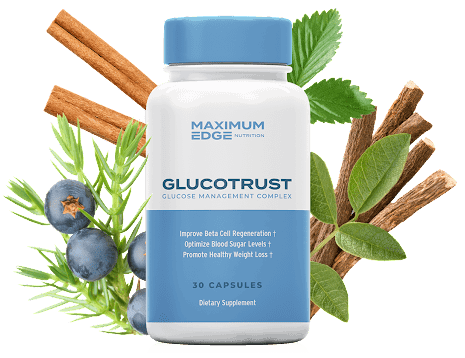 MAXIMUM
EDGE NUTRITION
GLUCOTRUST
GLUCOSE MANAGEMENT COMPLEX
Improve Beta Cell Regeneration †
Optimize Blood Sugar Levels †
Promote Healthy Weight Loss †
30 CAPSULES
Dietary Supplement